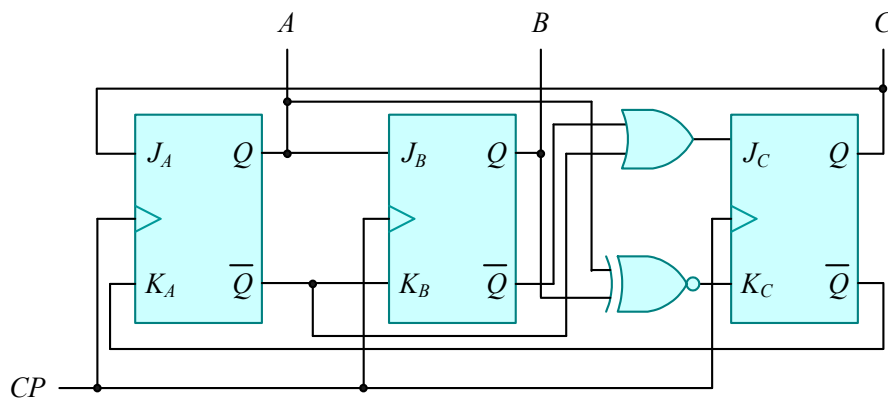 A B C
J_A Q J_B Q J_C Q
K_A Q̅ K_B Q̅ K_C Q̅
CP